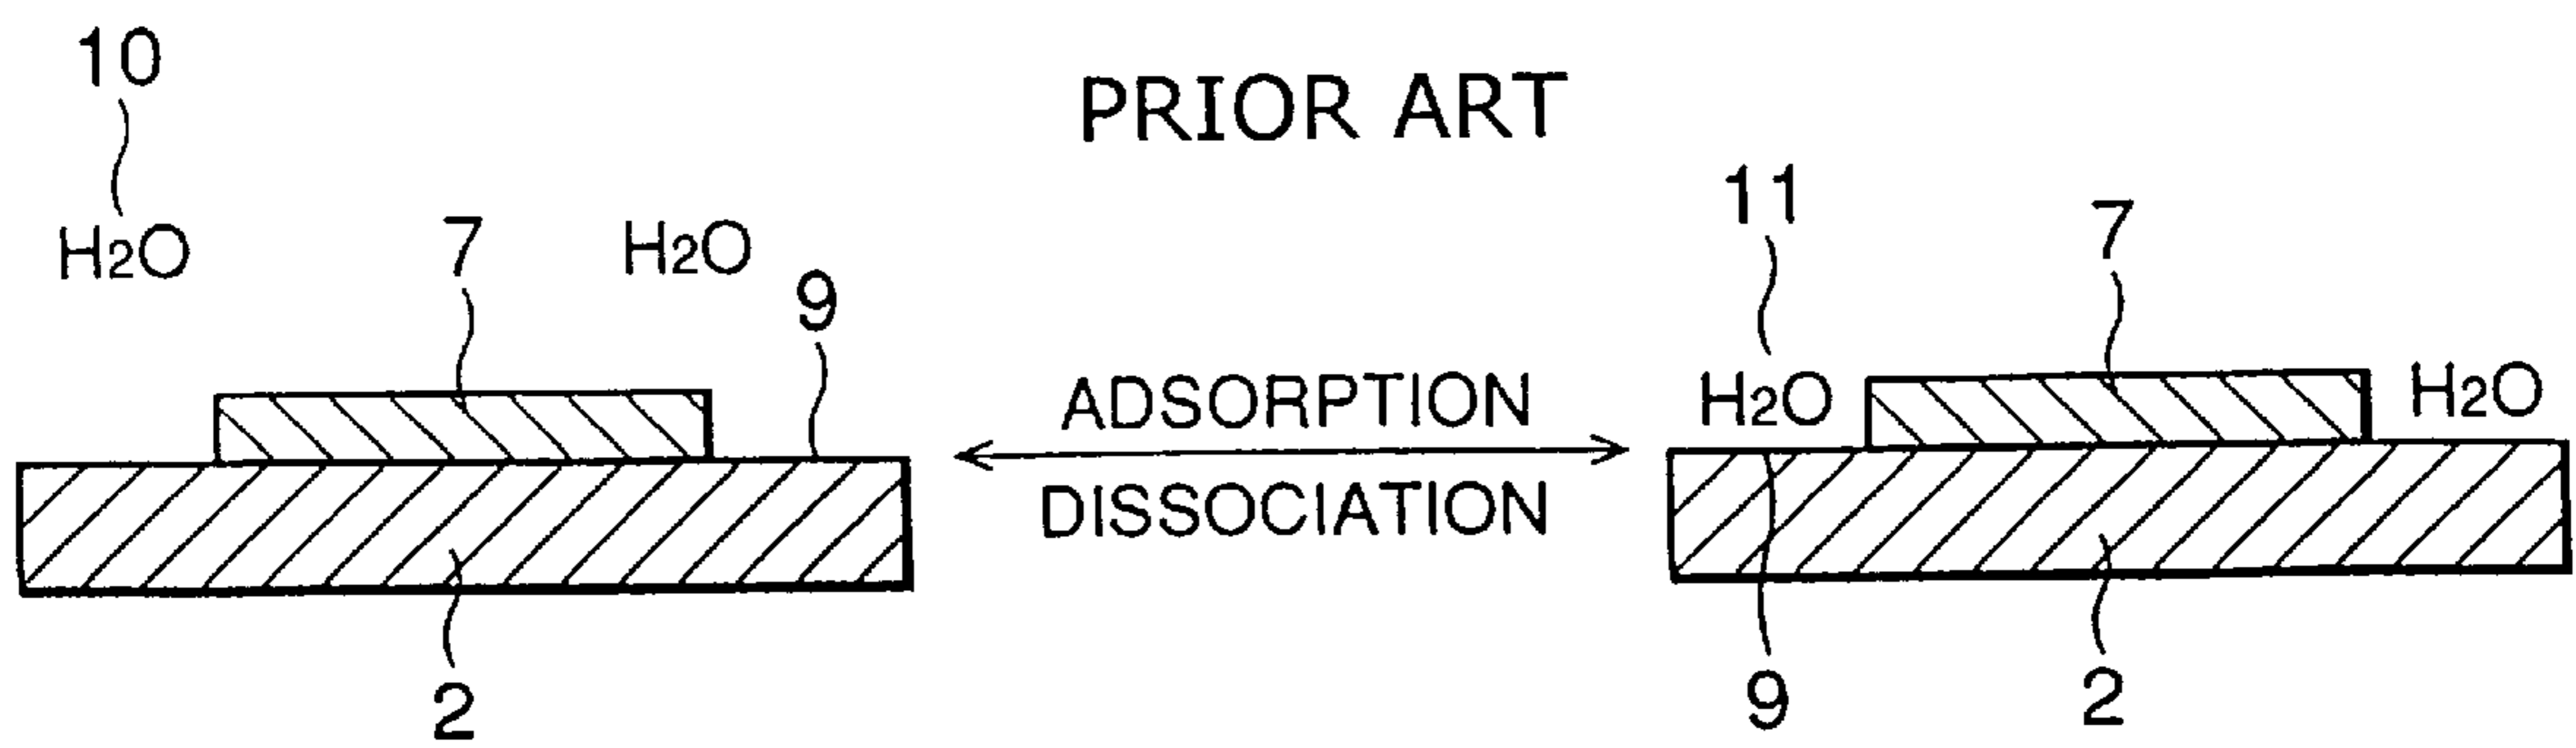 10
PRIOR ART
11
H2O
7
H2O
7
9
ADSORPTION
H2O
H2O
DISSOCIATION
2
9
2